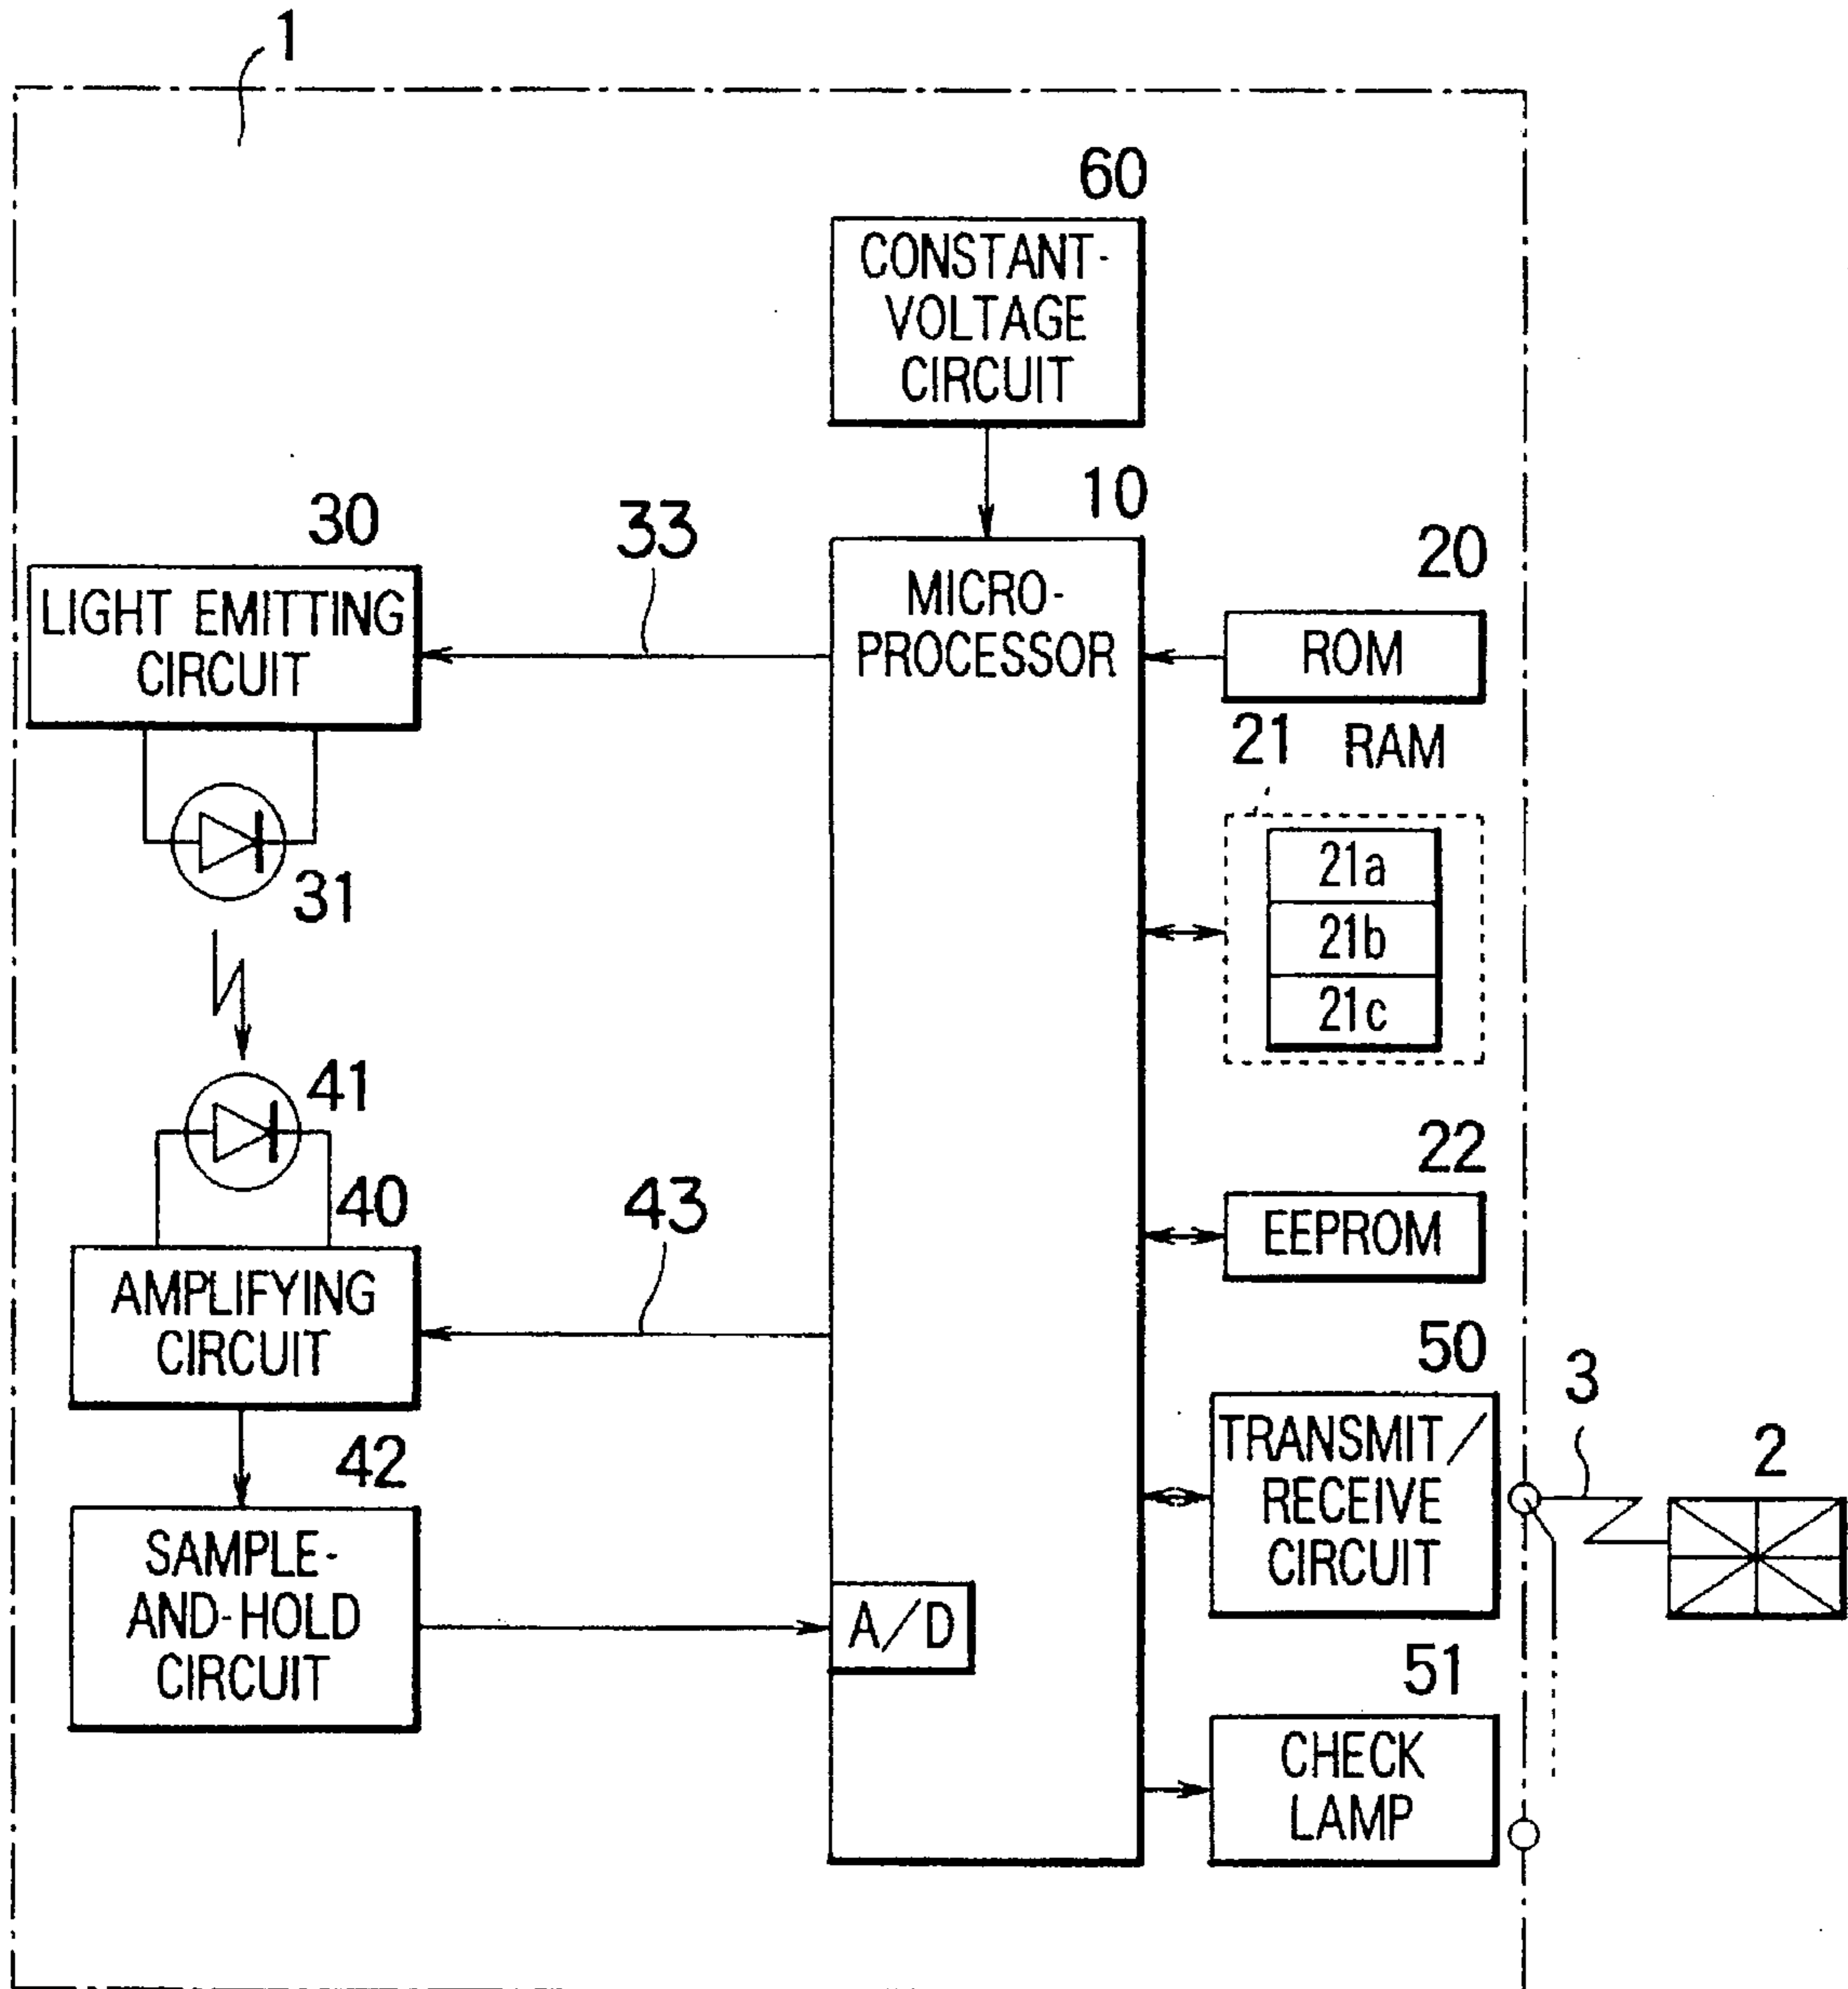 1
60
CONSTANT-
VOLTAGE
CIRCUIT
10
MICRO-
PROCESSOR
30
LIGHT EMITTING
CIRCUIT
33
20
ROM
21 RAM
21a
21b
21c
31
41
40
AMPLIFYING
CIRCUIT
43
22
EEPROM
50
TRANSMIT/
RECEIVE
CIRCUIT
3
2
42
SAMPLE-
AND-HOLD
CIRCUIT
A/D
51
CHECK
LAMP